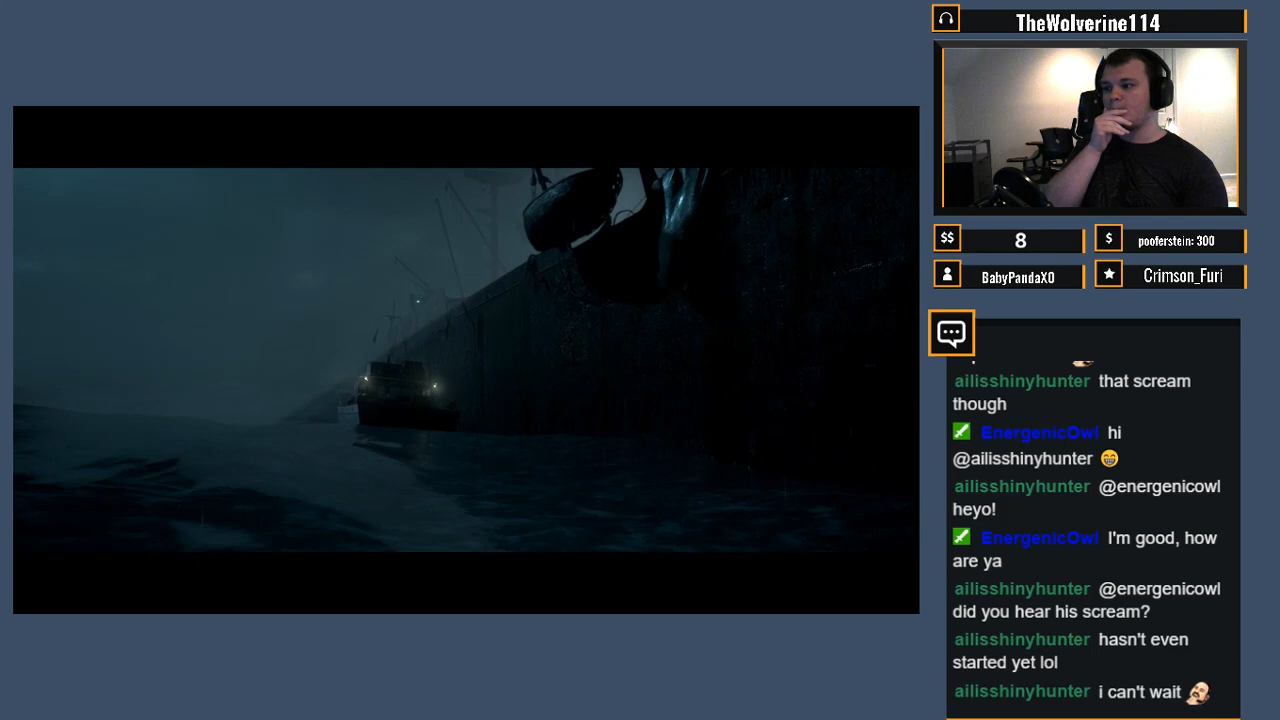 TheWolverine114
$$
8
$
pooferstein: 300
BabyPandaXO
Crimson_Furi
ailisshinyhunter that scream
though
EnergenicOwl hi
@ailisshinyhunter 😁
ailisshinyhunter @energenicowl
heyo!
EnergenicOwl I'm good, how
are ya
ailisshinyhunter @energenicowl
did you hear his scream?
ailisshinyhunter hasn't even
started yet lol
ailisshinyhunter i can't wait